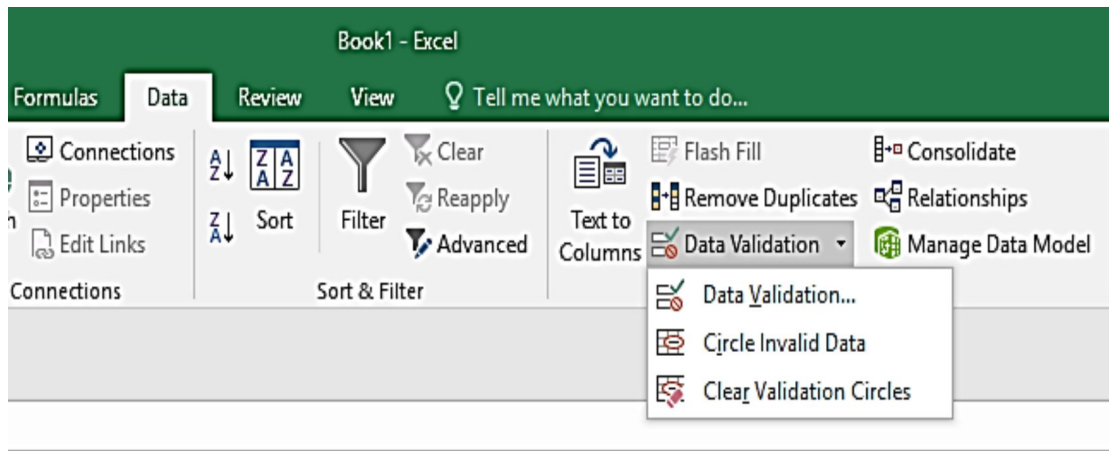 Book1 - Excel
Formulas Data Review View Tell me what you want to do...
Connections
Properties
Edit Links
Connections
Sort
Filter
Clear
Reapply
Advanced
Sort & Filter
Text to
Columns
Flash Fill
Remove Duplicates
Data Validation
Consolidate
Relationships
Manage Data Model
Data Validation...
Circle Invalid Data
Clear Validation Circles